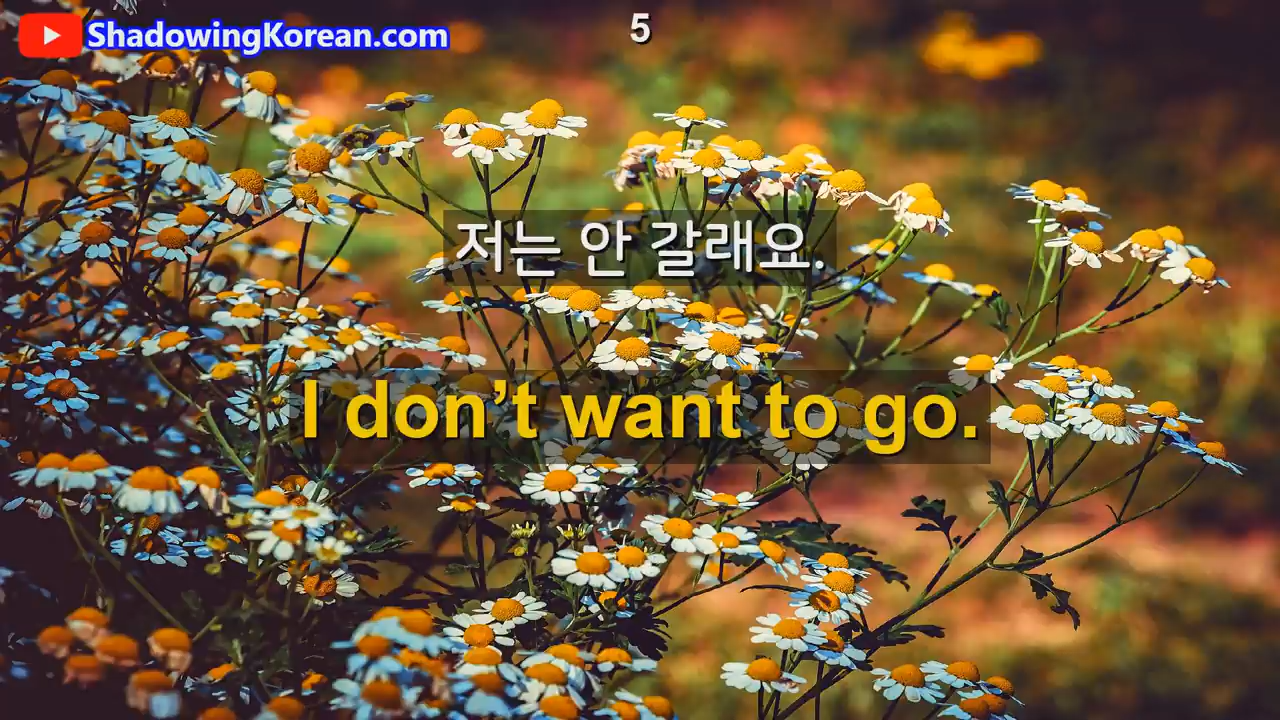 5
ShadowingKorean.com
저는 안 갈래요.
I don’t want to go.